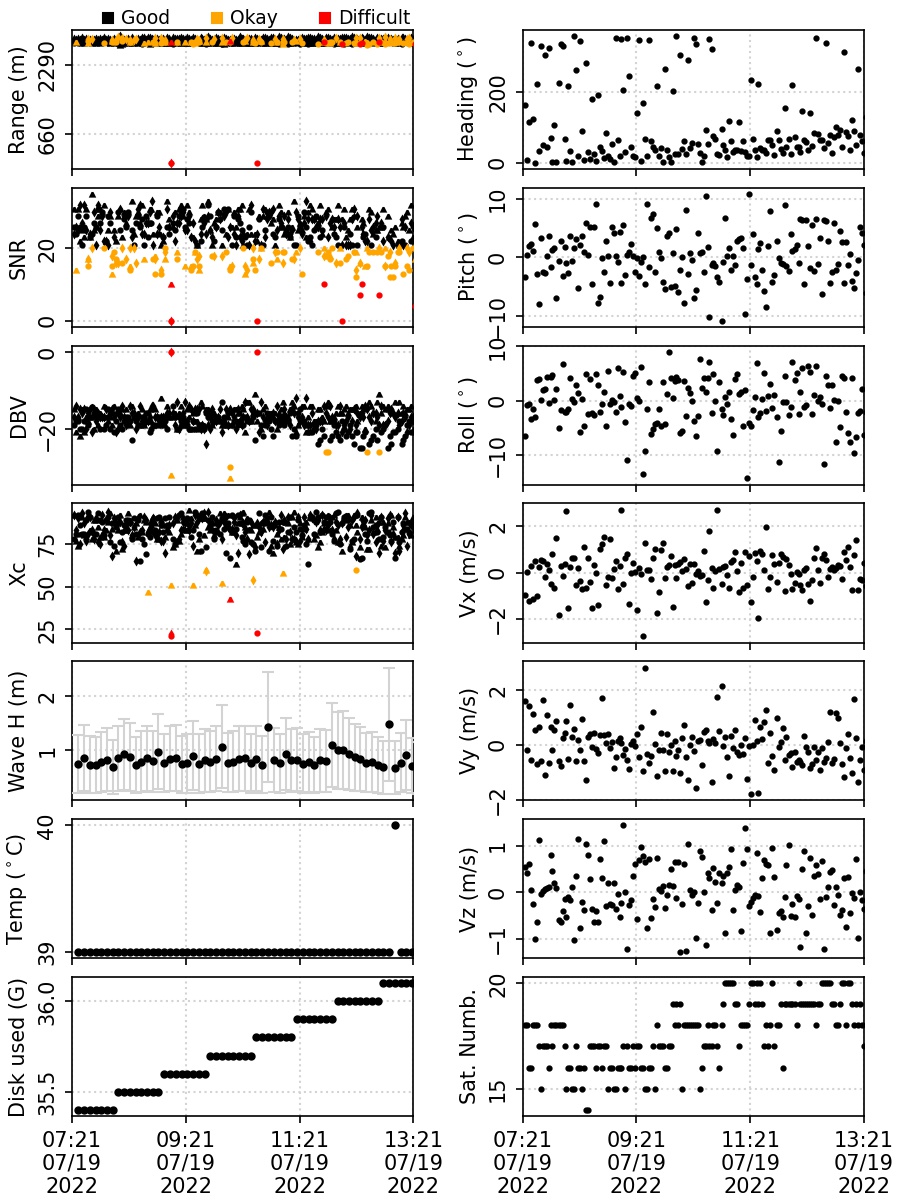 Good Okay Difficult
Range (m)
2290
660
Heading (°)
200
0
SNR
20
0
Pitch (°)
10
0
−10
DBV
0
−20
Roll (°)
10
0
−10
Xc
75
50
25
Vx (m/s)
2
0
−2
Wave H (m)
2
1
Vy (m/s)
2
0
−2
Temp (°C)
40
39
Vz (m/s)
1
0
−1
Disk used (G)
36.0
35.5
Sat. Numb.
20
15
07:21 09:21 11:21 13:21
07/19 07/19 07/19 07/19
2022 2022 2022 2022
07:21 09:21 11:21 13:21
07/19 07/19 07/19 07/19
2022 2022 2022 2022